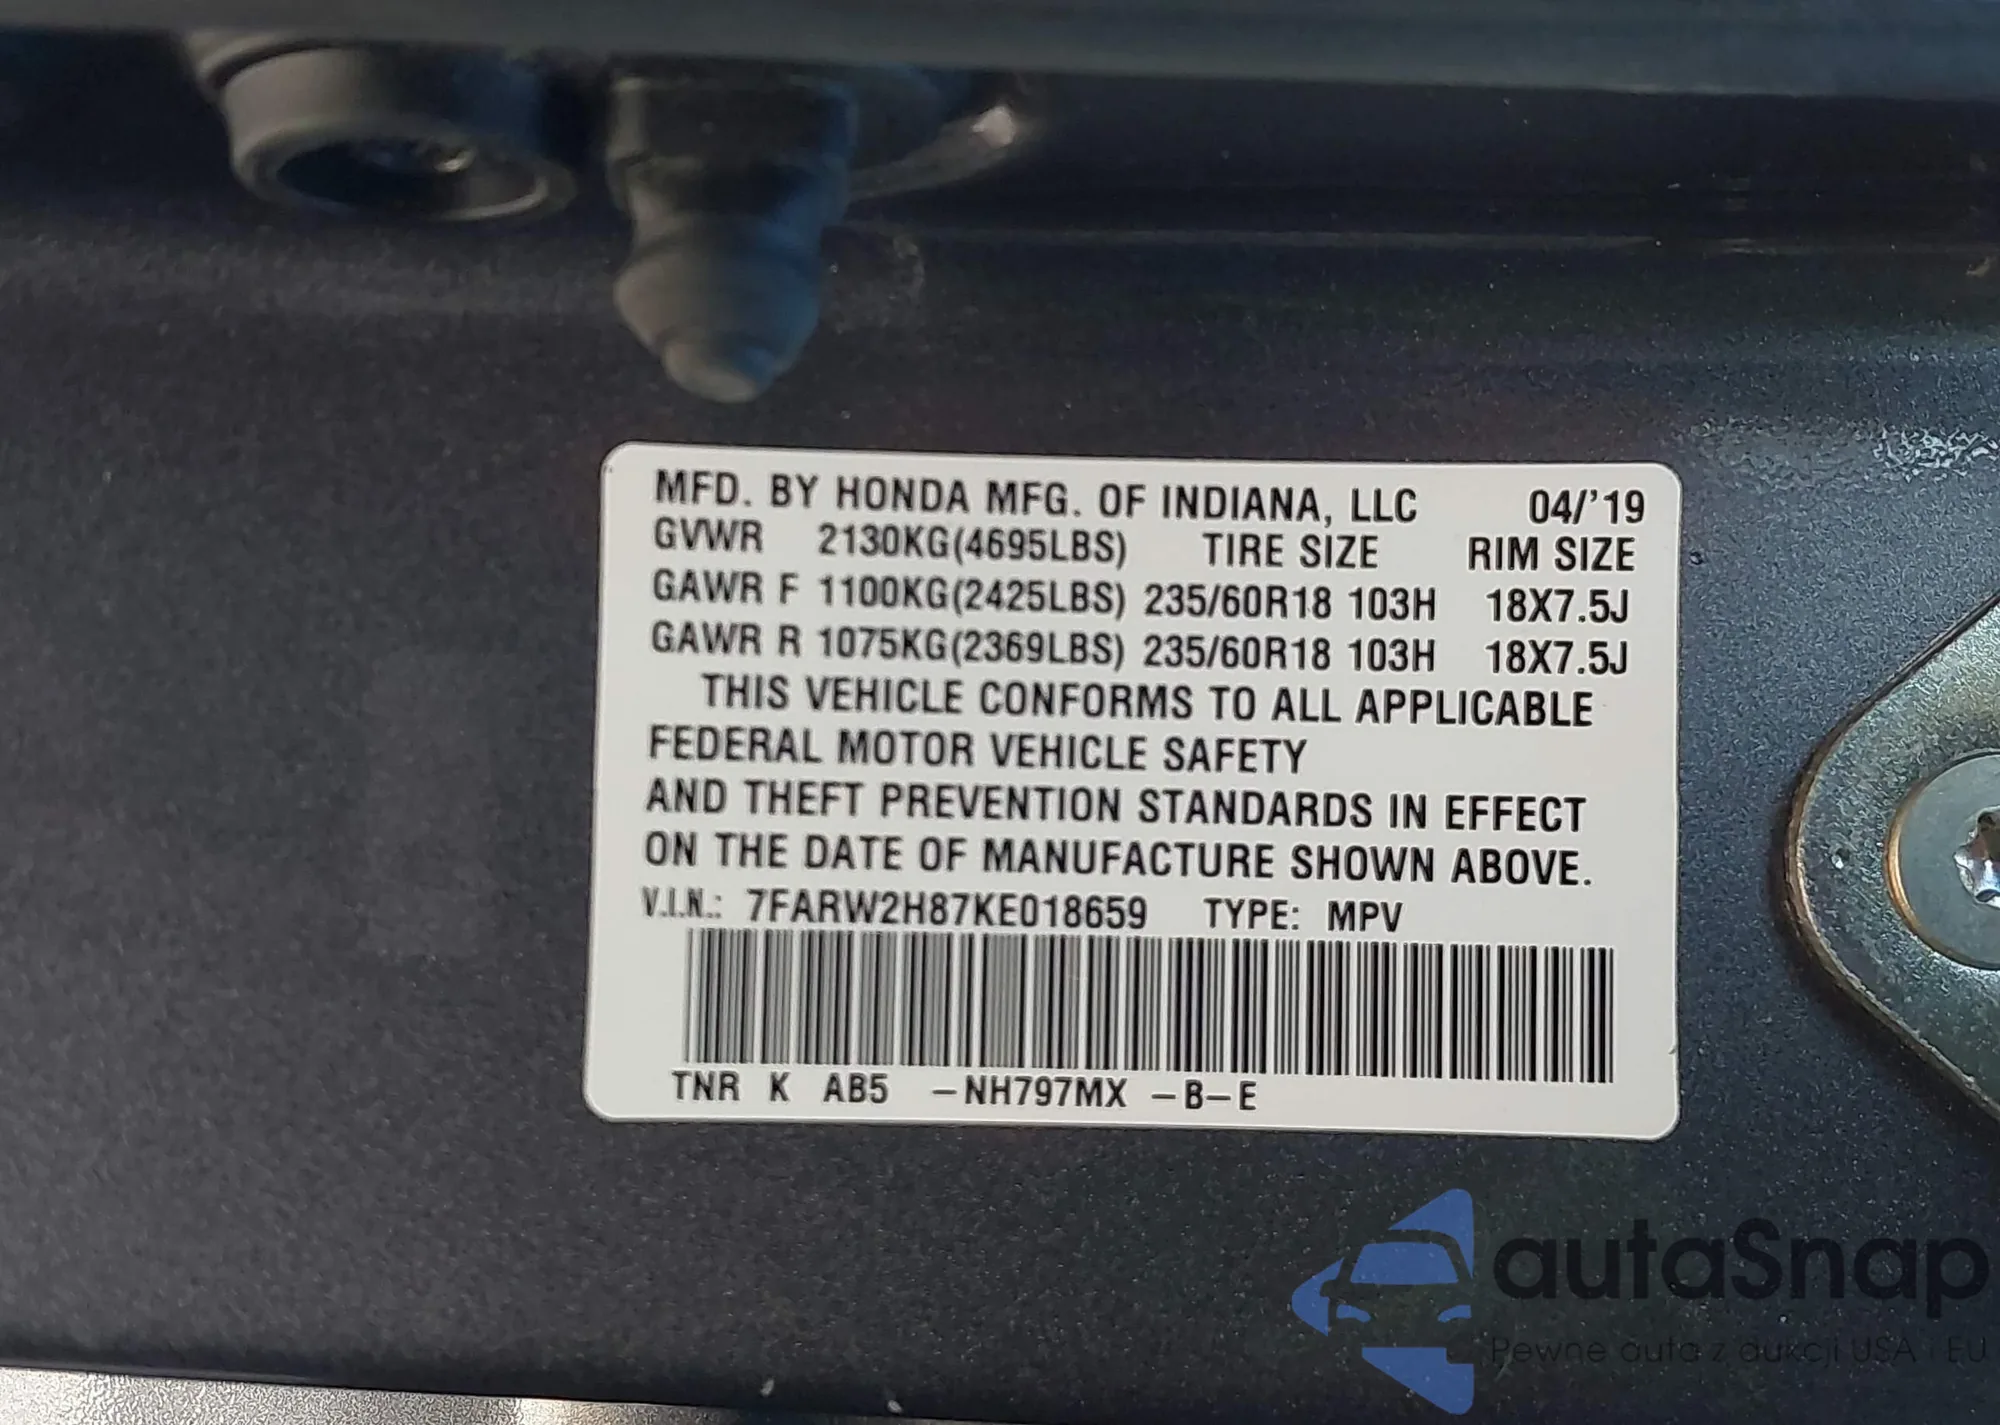 MFD. BY HONDA MFG. OF INDIANA, LLC 04/'19
GVWR 2130KG(4695LBS) TIRE SIZE RIM SIZE
GAWR F 1100KG(2425LBS) 235/60R18 103H 18X7.5J
GAWR R 1075KG(2369LBS) 235/60R18 103H 18X7.5J
THIS VEHICLE CONFORMS TO ALL APPLICABLE
FEDERAL MOTOR VEHICLE SAFETY
AND THEFT PREVENTION STANDARDS IN EFFECT
ON THE DATE OF MANUFACTURE SHOWN ABOVE.
V.I.N.: 7FARW2H87KE018659 TYPE: MPV
TNR K AB5 -NH797MX -B-E
autaSnap
Pewne auta z aukcji USA i EU